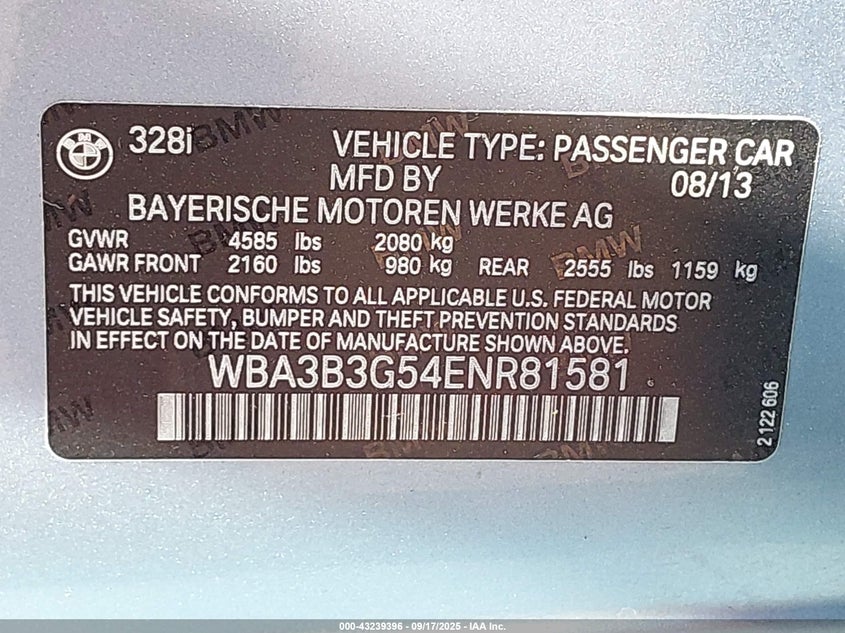 BMW 328i VEHICLE TYPE: PASSENGER CAR
MFD BY 08/13
BAYERISCHE MOTOREN WERKE AG
GVWR 4585 lbs 2080 kg
GAWR FRONT 2160 lbs 980 kg REAR 2555 lbs 1159 kg
THIS VEHICLE CONFORMS TO ALL APPLICABLE U.S. FEDERAL MOTOR
VEHICLE SAFETY, BUMPER AND THEFT PREVENTION STANDARDS
IN EFFECT ON THE DATE OF MANUFACTURE SHOWN ABOVE.
WBA3B3G54ENR81581 6
2 122 606
000-43239396 - 09/17/2025 - IAA Inc.